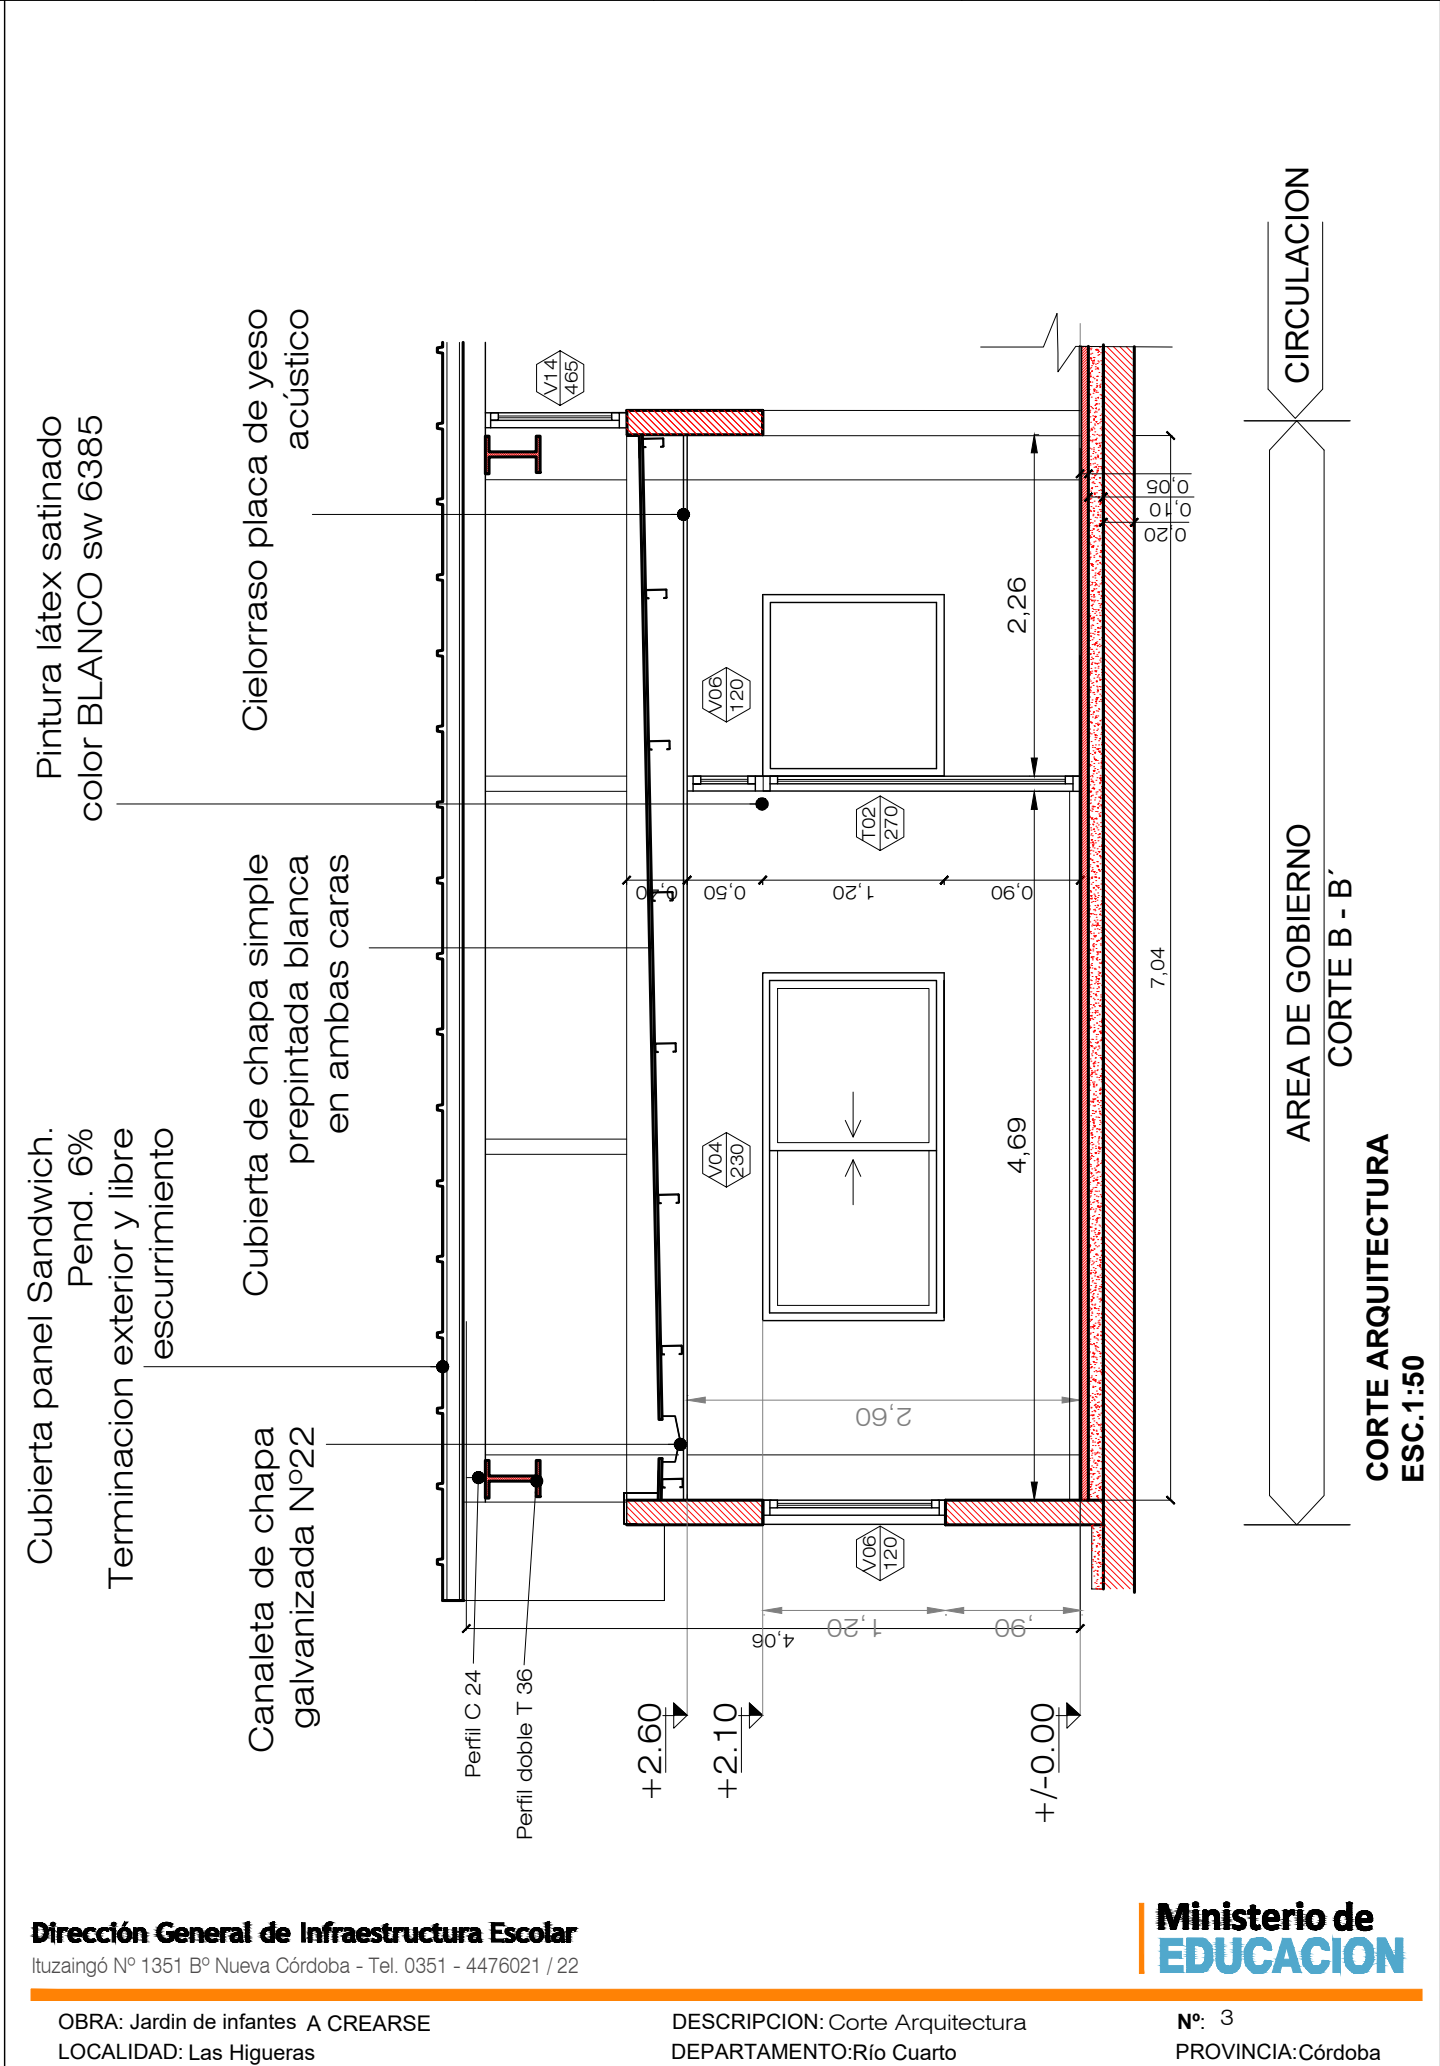 Cubierta panel Sandwich.
Pend. 6%
Terminacion exterior y libre
escurrimiento
Pintura látex satinado
color BLANCO sw 6385
Canaleta de chapa
galvanizada Nº22
Cubierta de chapa simple
prepintada blanca
en ambas caras
Cielorraso placa de yeso
acústico
Perfil C 24
Perfil doble T 36
V14
465
V06
120
T02
270
V04
230
V06
120
+2.60
+2.10
+/-0.00
0,50
1,20
0,90
2,60
4,06
1,20
,90
4,69
2,26
7,04
0,05
0,10
0,20
AREA DE GOBIERNO
CIRCULACION
CORTE B - B´
CORTE ARQUITECTURA
ESC.1:50
Dirección General de Infraestructura Escolar
Ituzaingó Nº 1351 Bº Nueva Córdoba - Tel. 0351 - 4476021 / 22
Ministerio de
EDUCACION
OBRA: Jardin de infantes A CREARSE
DESCRIPCION: Corte Arquitectura
Nº: 3
LOCALIDAD: Las Higueras
DEPARTAMENTO:Río Cuarto
PROVINCIA:Córdoba